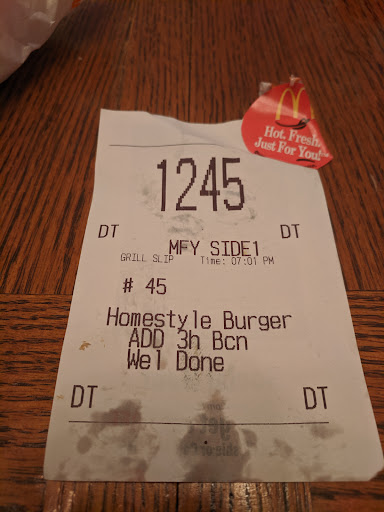 Hot. Fresh.
Just For You!
1245
DT DT
MFY SIDE1
GRILL SLIP Time: 07:01 PM
# 45
Homestyle Burger
ADD 3h Bcn
Wel Done
DT DT